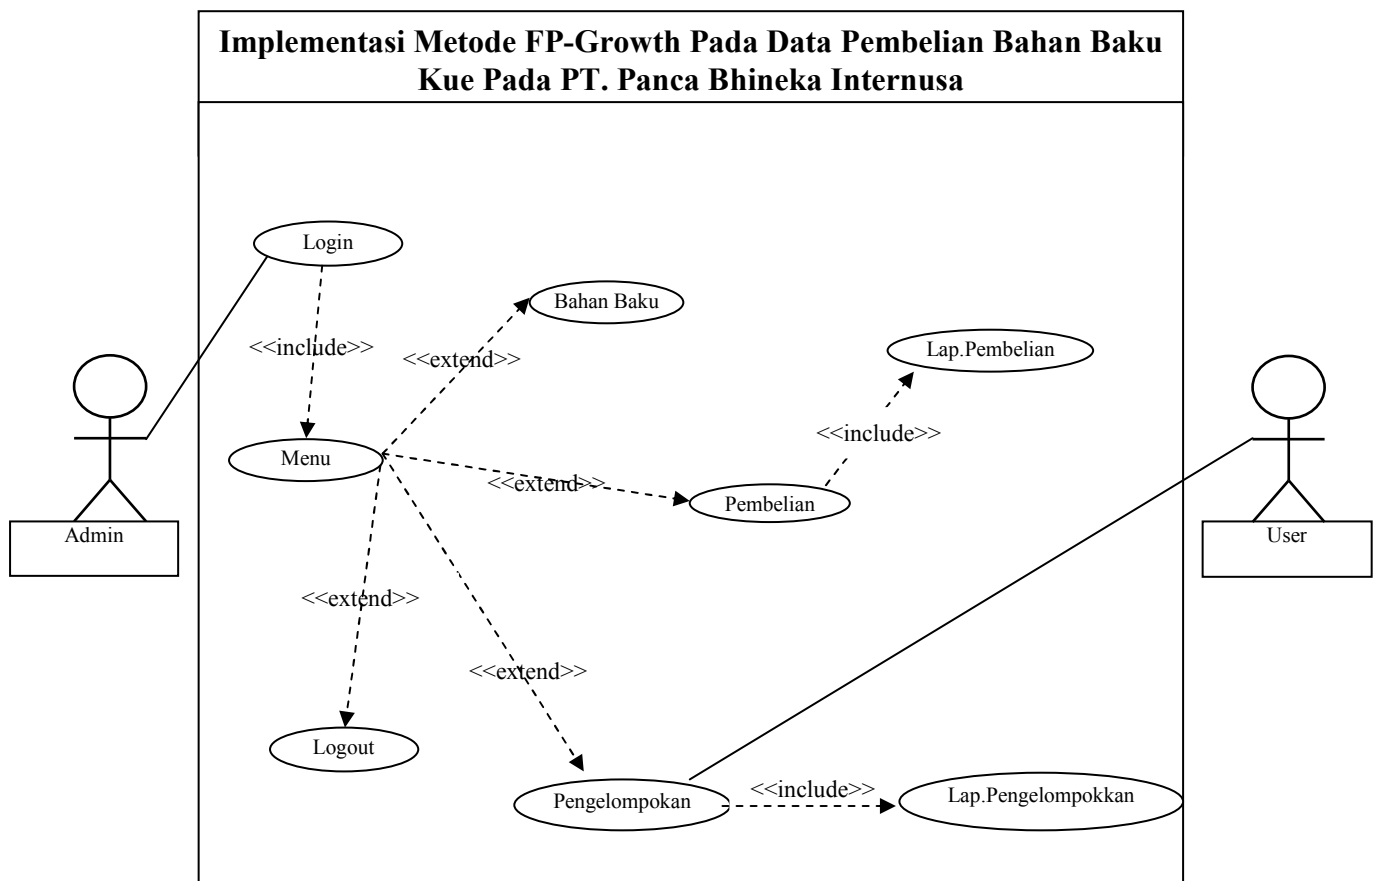 Implementasi Metode FP-Growth Pada Data Pembelian Bahan Baku
Kue Pada PT. Panca Bhineka Internusa
Login
Bahan Baku
<<include>>
<<extend>>
Lap.Pembelian
<<include>>
Menu
<<extend>>
Pembelian
Admin
User
<<extend>>
<<extend>>
Logout
Pengelompokan
<<include>>
Lap.Pengelompokkan